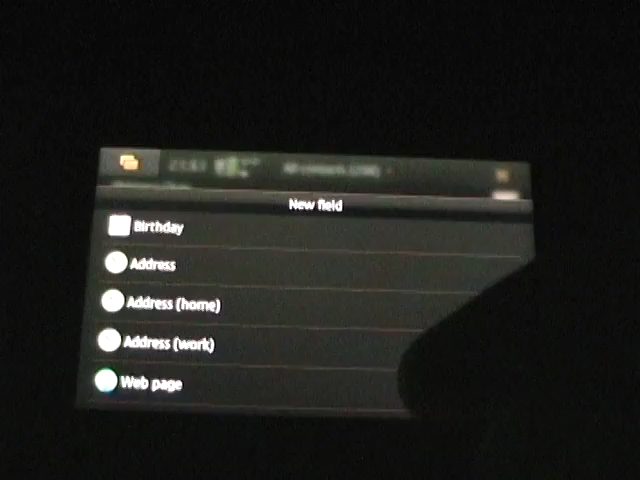 New field
Birthday
Address
Address (home)
Address (work)
Web page